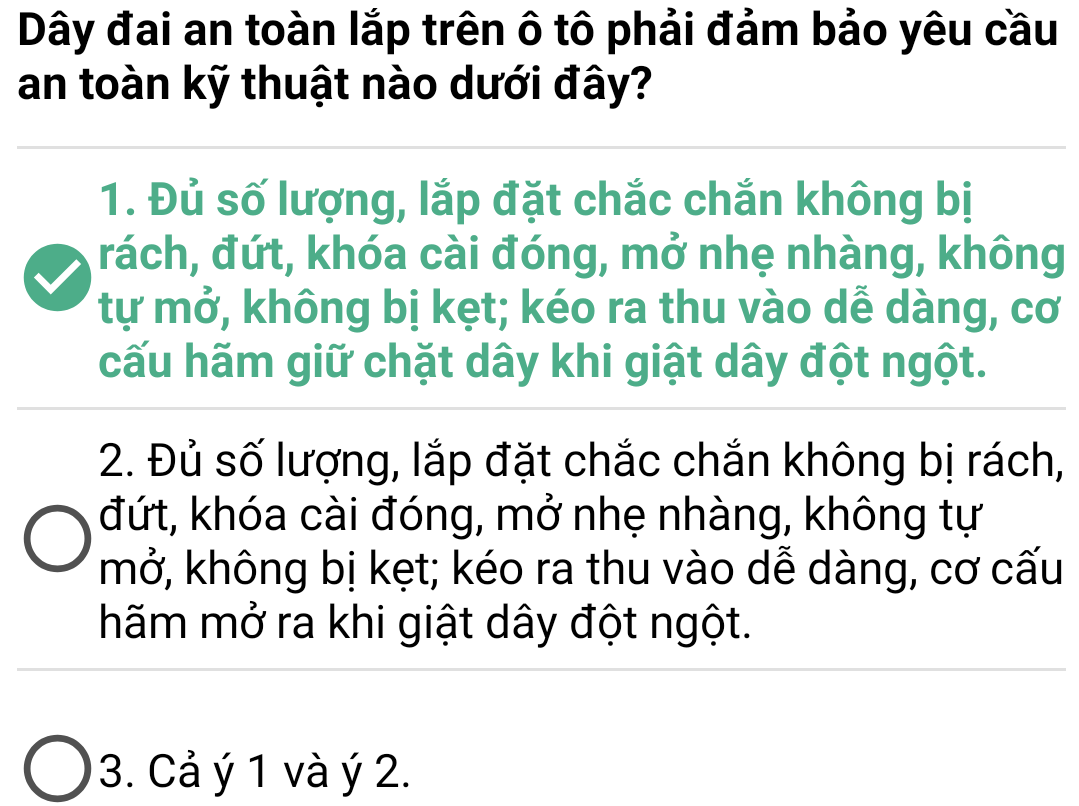 Dây đai an toàn lắp trên ô tô phải đảm bảo yêu cầu
an toàn kỹ thuật nào dưới đây?
1. Đủ số lượng, lắp đặt chắc chắn không bị
rách, đứt, khóa cài đóng, mở nhẹ nhàng, không
tự mở, không bị kẹt; kéo ra thu vào dễ dàng, cơ
cấu hãm giữ chặt dây khi giật dây đột ngột.
2. Đủ số lượng, lắp đặt chắc chắn không bị rách,
đứt, khóa cài đóng, mở nhẹ nhàng, không tự
mở, không bị kẹt; kéo ra thu vào dễ dàng, cơ cấu
hãm mở ra khi giật dây đột ngột.
3. Cả ý 1 và ý 2.